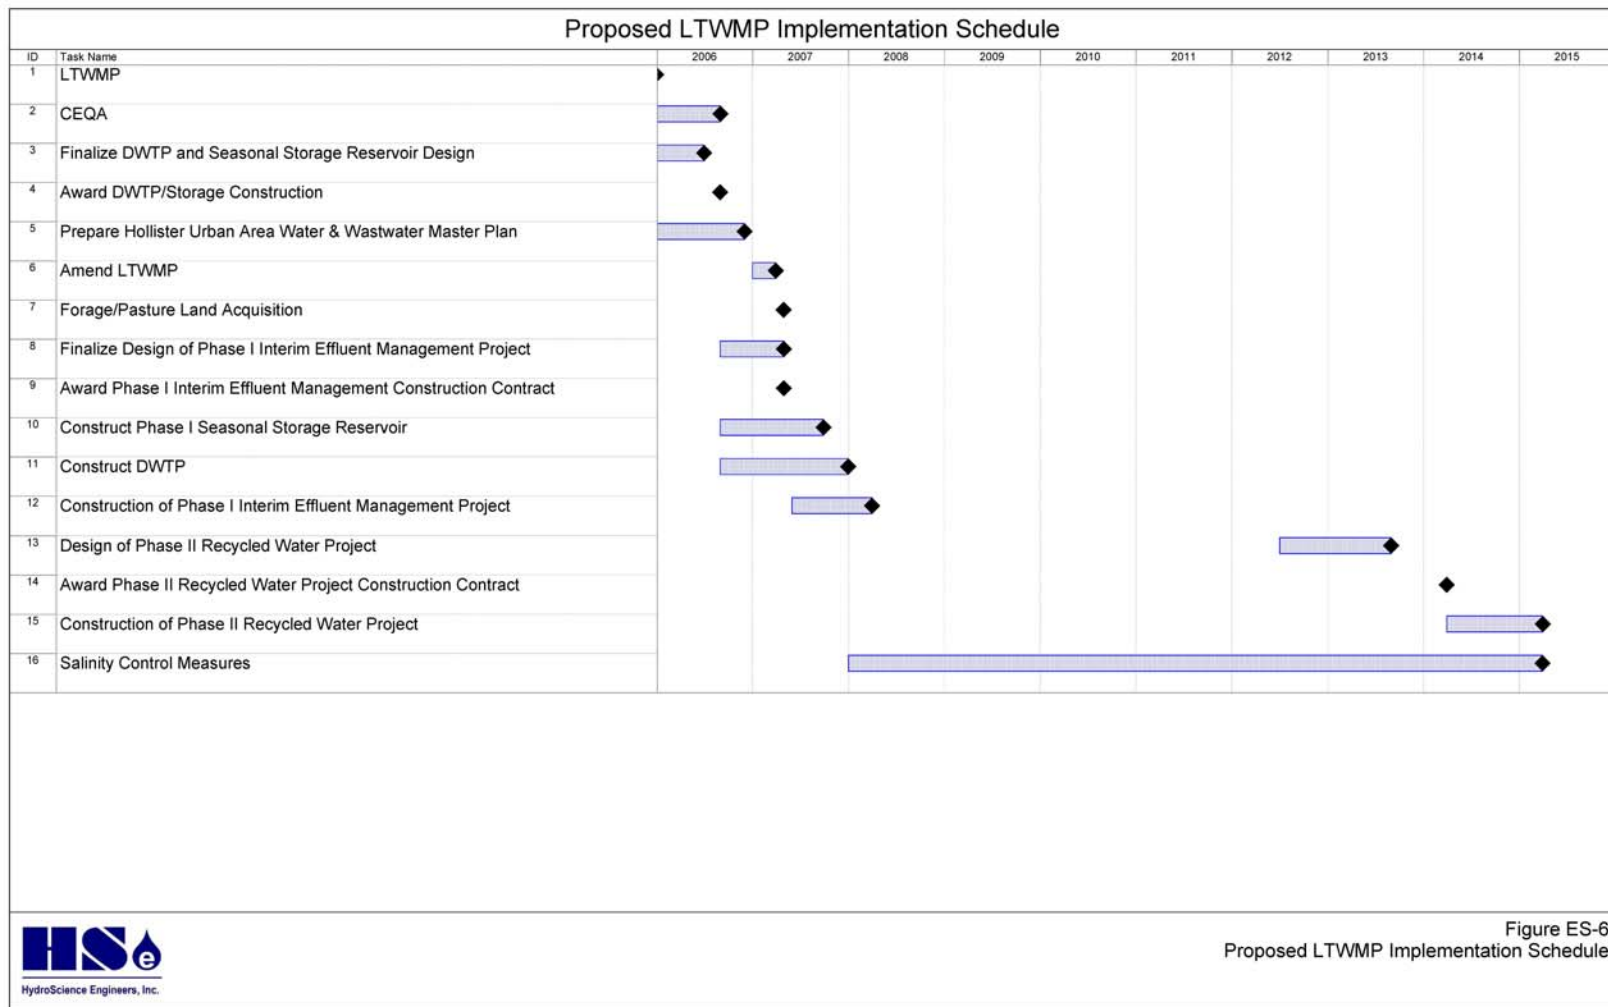 Proposed LTWMP Implementation Schedule
ID Task Name 2006 2007 2008 2009 2010 2011 2012 2013 2014 2015
1 LTWMP
2 CEQA
3 Finalize DWTP and Seasonal Storage Reservoir Design
4 Award DWTP/Storage Construction
5 Prepare Hollister Urban Area Water & Wastwater Master Plan
6 Amend LTWMP
7 Forage/Pasture Land Acquisition
8 Finalize Design of Phase I Interim Effluent Management Project
9 Award Phase I Interim Effluent Management Construction Contract
10 Construct Phase I Seasonal Storage Reservoir
11 Construct DWTP
12 Construction of Phase I Interim Effluent Management Project
13 Design of Phase II Recycled Water Project
14 Award Phase II Recycled Water Project Construction Contract
15 Construction of Phase II Recycled Water Project
16 Salinity Control Measures
HSe
HydroScience Engineers, Inc.
Figure ES-6
Proposed LTWMP Implementation Schedule